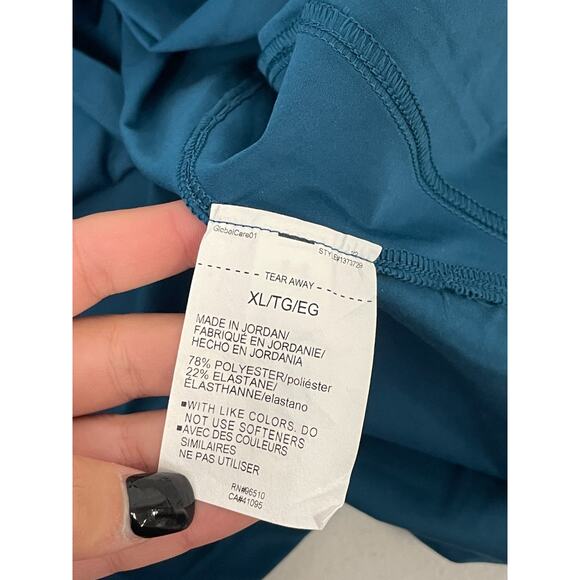 GlobalCare01
STYLE#1373729
TEAR AWAY
XL/TG/EG
MADE IN JORDAN/
FABRIQUÉ EN JORDANIE/
HECHO EN JORDANIA
78% POLYESTER/poliéster
22% ELASTANE/
ÉLASTHANNE/elastano
■WITH LIKE COLORS. DO
NOT USE SOFTENERS
■AVEC DES COULEURS
SIMILAIRES
NE PAS UTILISER
RN#96510
CA#41095